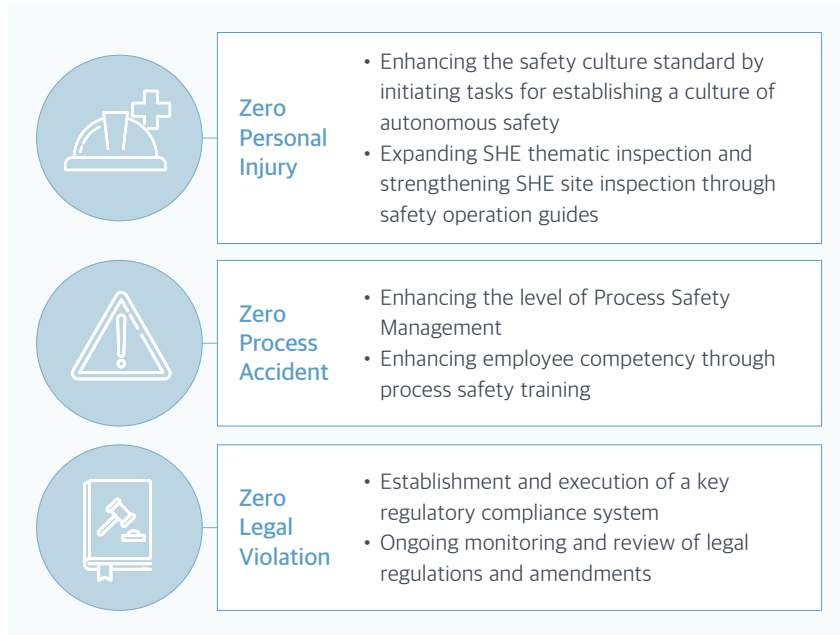 Zero
Personal
Injury
• Enhancing the safety culture standard by
initiating tasks for establishing a culture of
autonomous safety
• Expanding SHE thematic inspection and
strengthening SHE site inspection through
safety operation guides
Zero
Process
Accident
• Enhancing the level of Process Safety
Management
• Enhancing employee competency through
process safety training
Zero
Legal
Violation
• Establishment and execution of a key
regulatory compliance system
• Ongoing monitoring and review of legal
regulations and amendments